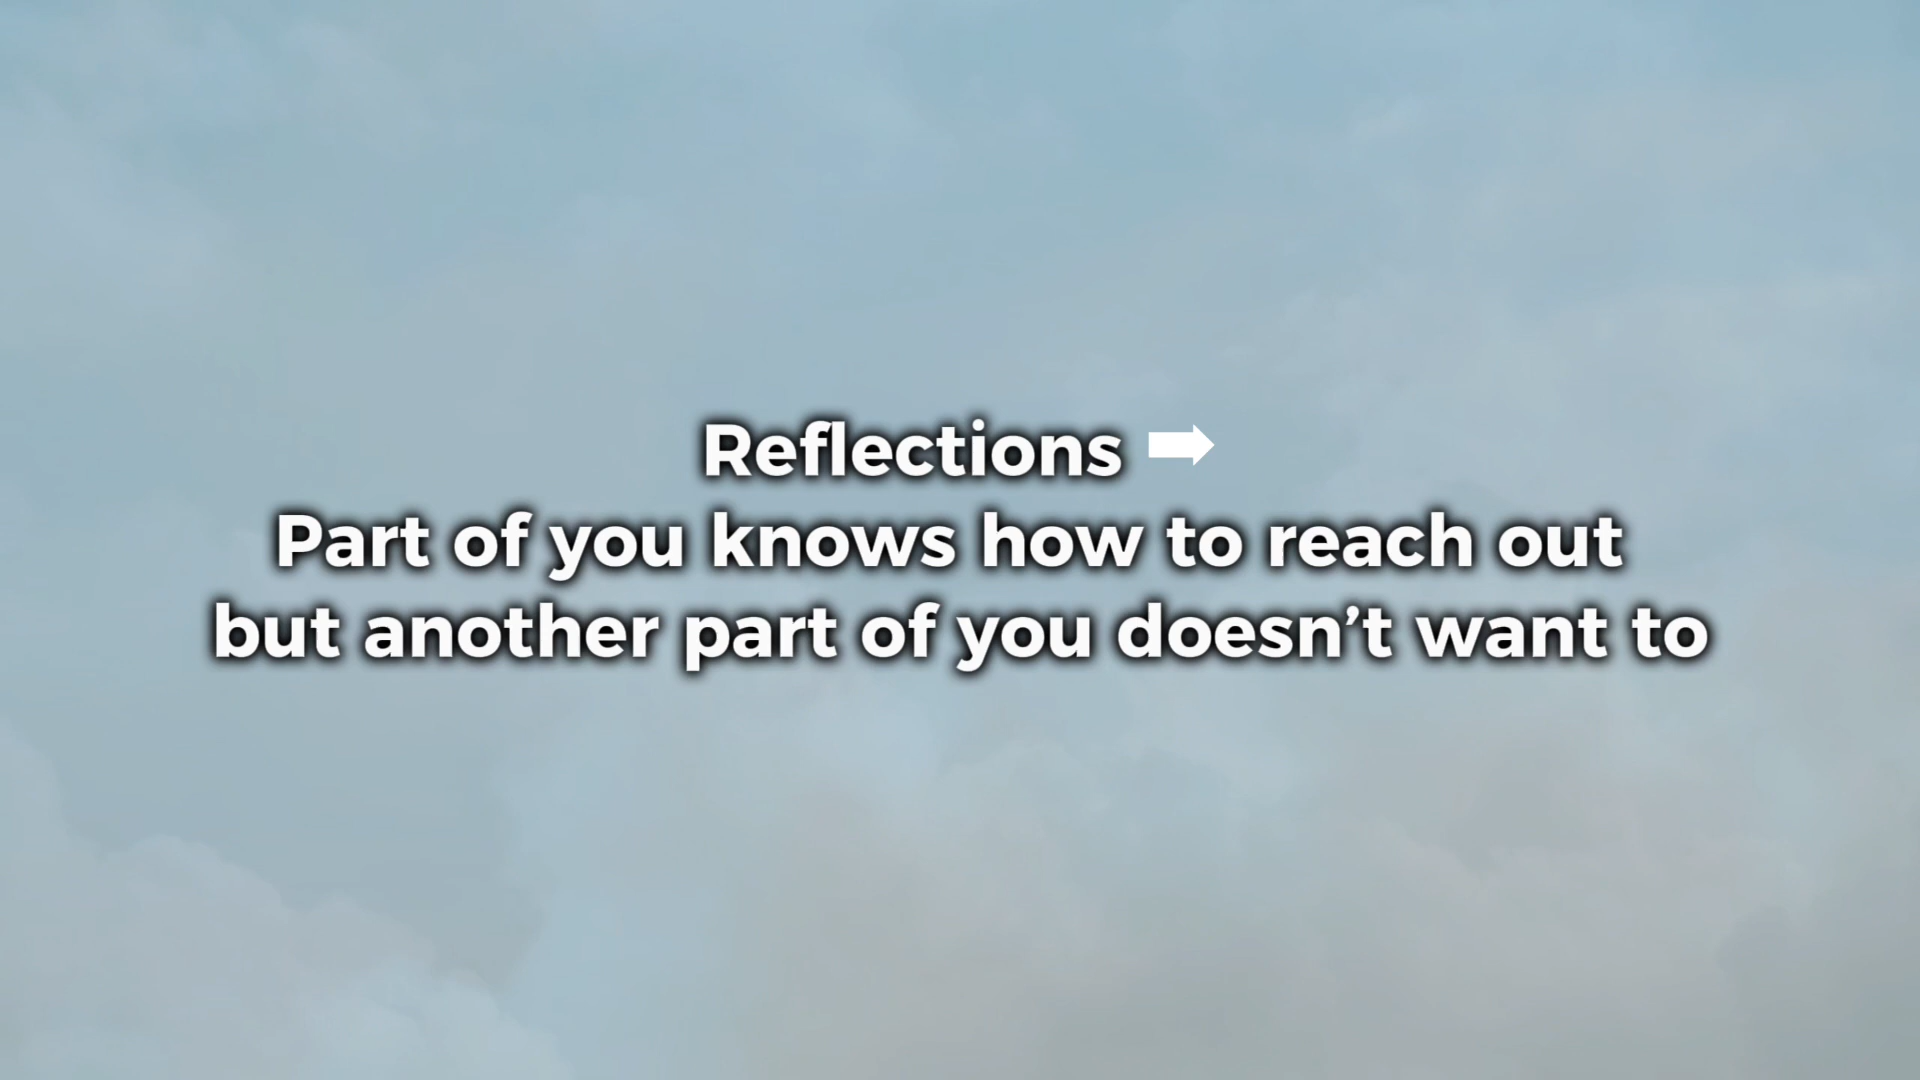 Reflections ➡
Part of you knows how to reach out
but another part of you doesn’t want to